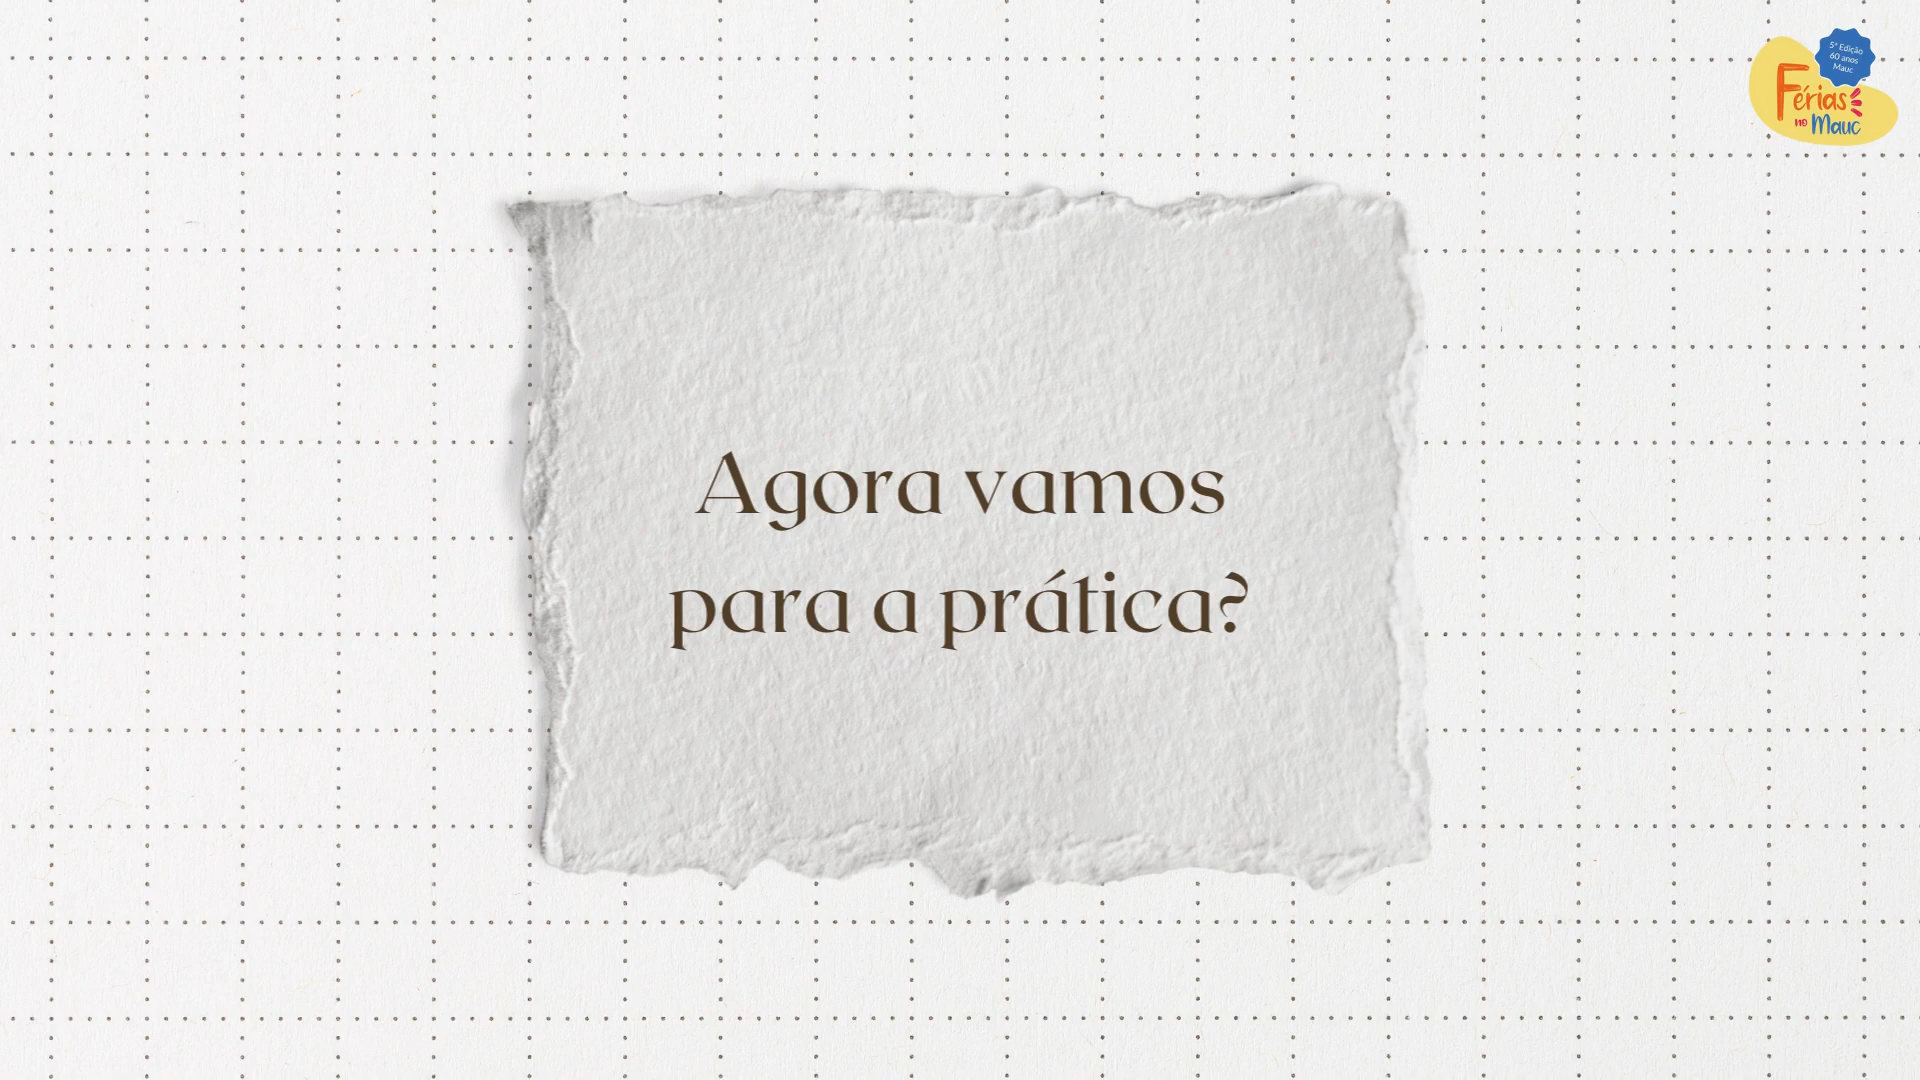 5ª Edição
60 anos
Mauc
Férias
no Mauc
Agora vamos
para a prática?